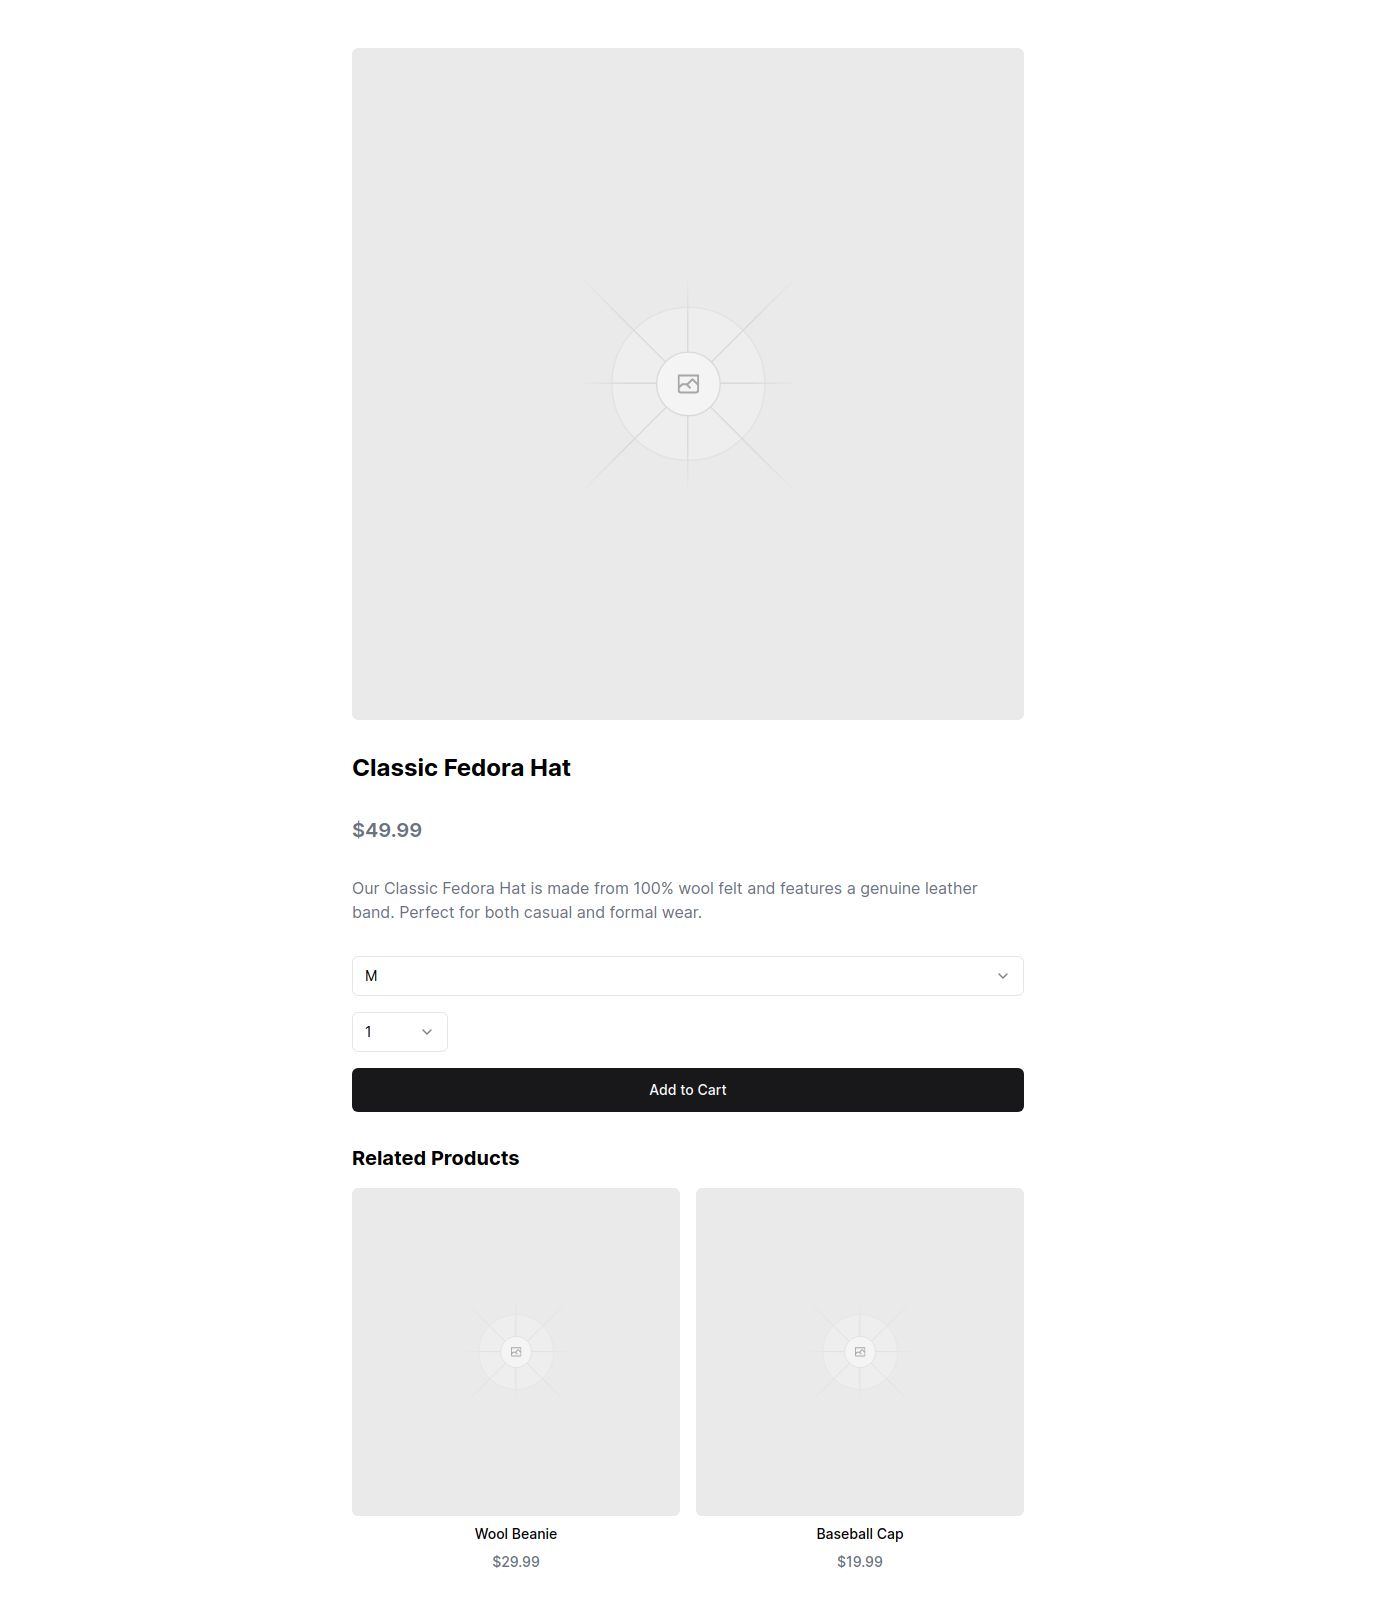 Classic Fedora Hat
$49.99
Our Classic Fedora Hat is made from 100% wool felt and features a genuine leather
band. Perfect for both casual and formal wear.
M
1
Add to Cart
Related Products
Wool Beanie
$29.99
Baseball Cap
$19.99